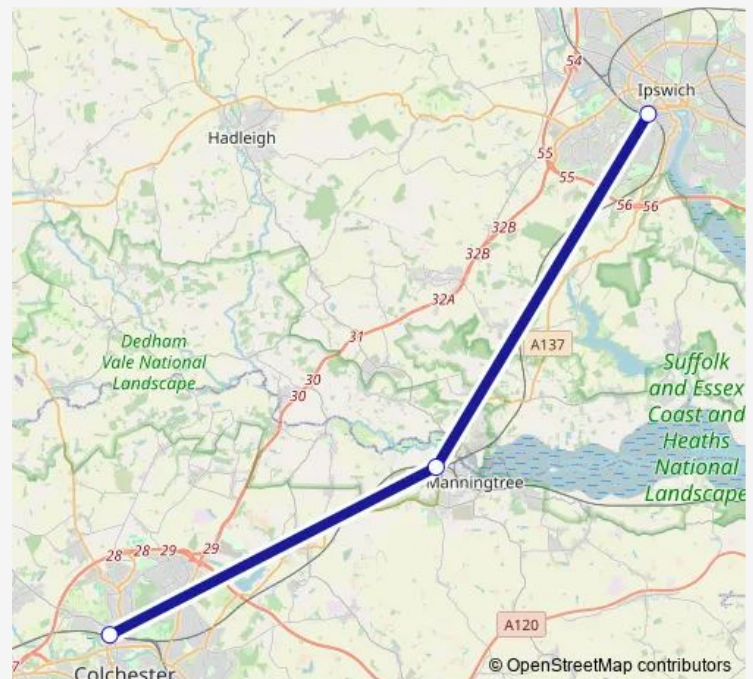 54
Ipswich
Hadleigh
55
55
56 56
32B
32B
32A
31
A137
Dedham
Vale National
Landscape
Suffolk
and Essex
Coast and
Heaths
National
Landscape
30
30
Manningtree
28 28 29 29
A120
7
Colchester
© OpenStreetMap contributors